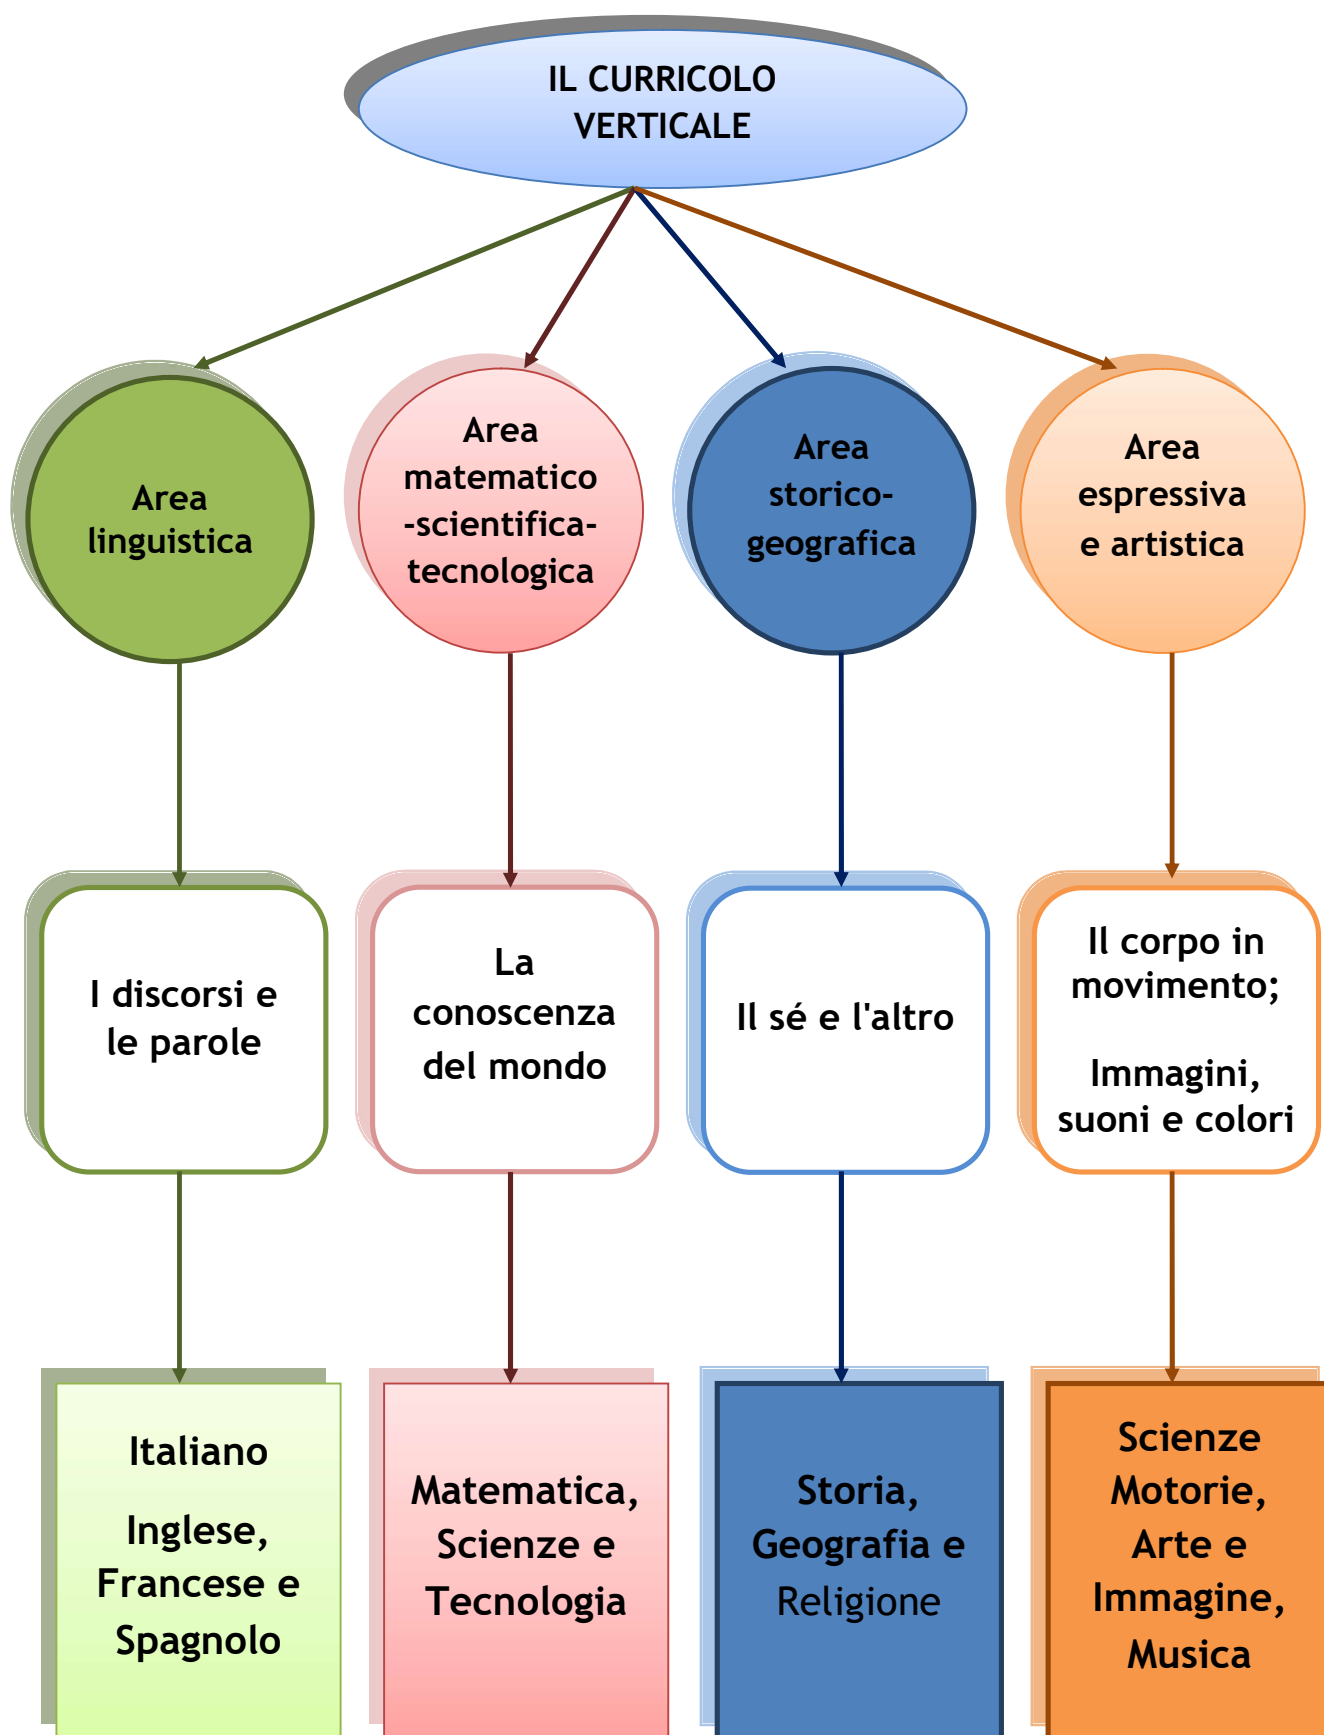 IL CURRICOLO
VERTICALE
Area
linguistica
Area
matematico
-scientifica-
tecnologica
Area
storico-
geografica
Area
espressiva
e artistica
I discorsi e
le parole
La
conoscenza
del mondo
Il sé e l'altro
Il corpo in
movimento;
Immagini,
suoni e colori
Italiano
Inglese,
Francese e
Spagnolo
Matematica,
Scienze e
Tecnologia
Storia,
Geografia e
Religione
Scienze
Motorie,
Arte e
Immagine,
Musica